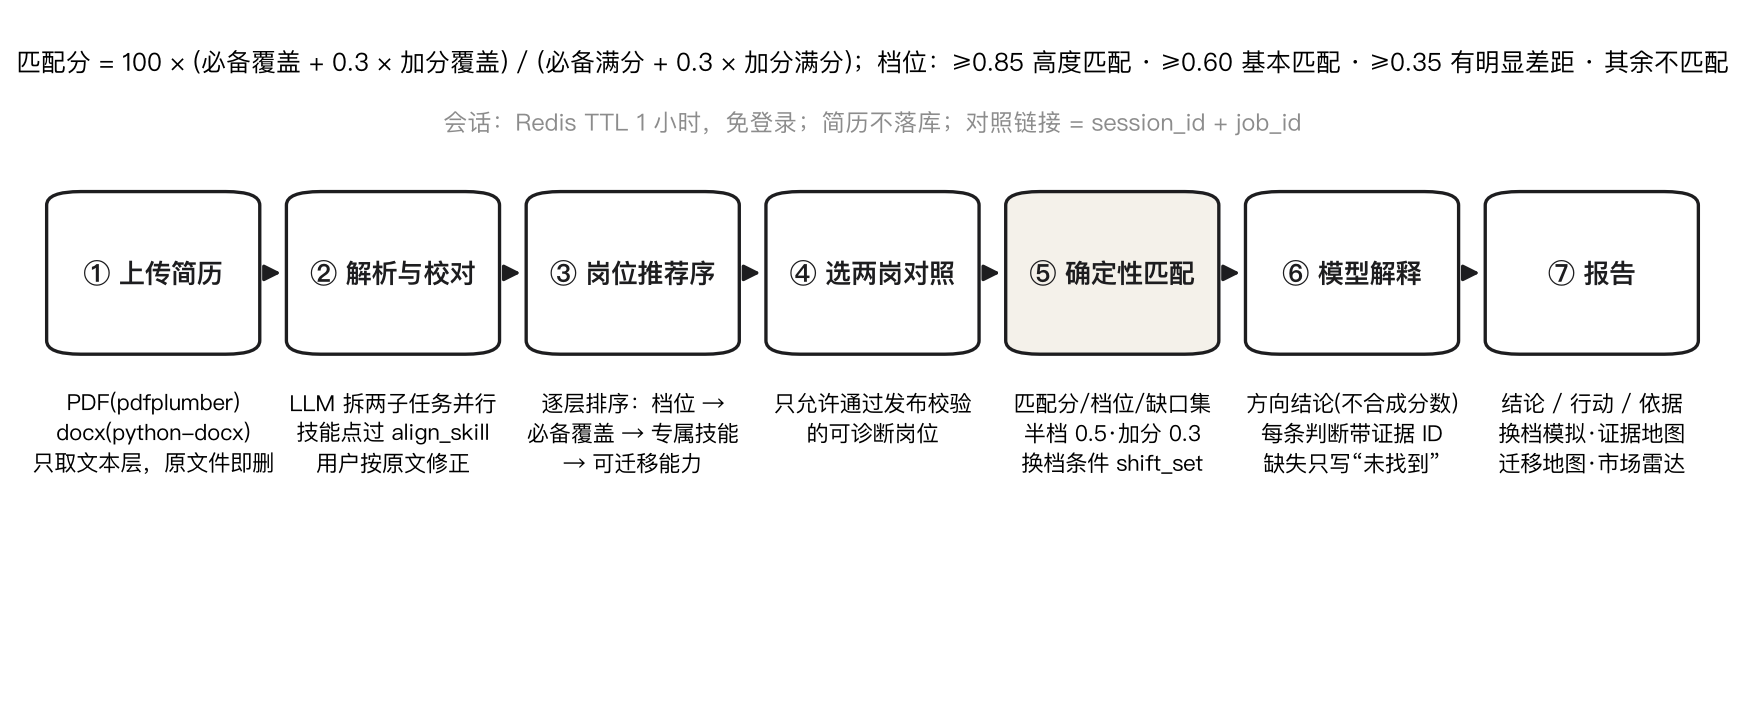 匹配分 = 100 × (必备覆盖 + 0.3 × 加分覆盖) / (必备满分 + 0.3 × 加分满分)；档位：≥0.85 高度匹配 · ≥0.60 基本匹配 · ≥0.35 有明显差距 · 其余不匹配
会话：Redis TTL 1 小时，免登录；简历不落库；对照链接 = session_id + job_id
① 上传简历
② 解析与校对
③ 岗位推荐序
④ 选两岗对照
⑤ 确定性匹配
⑥ 模型解释
⑦ 报告
PDF(pdfplumber)
docx(python-docx)
只取文本层，原文件即删
LLM 拆两子任务并行
技能点过 align_skill
用户按原文修正
逐层排序：档位 →
必备覆盖 → 专属技能
→ 可迁移能力
只允许通过发布校验
的可诊断岗位
匹配分/档位/缺口集
半档 0.5·加分 0.3
换档条件 shift_set
方向结论(不合成分数)
每条判断带证据 ID
缺失只写“未找到”
结论 / 行动 / 依据
换档模拟·证据地图
迁移地图·市场雷达